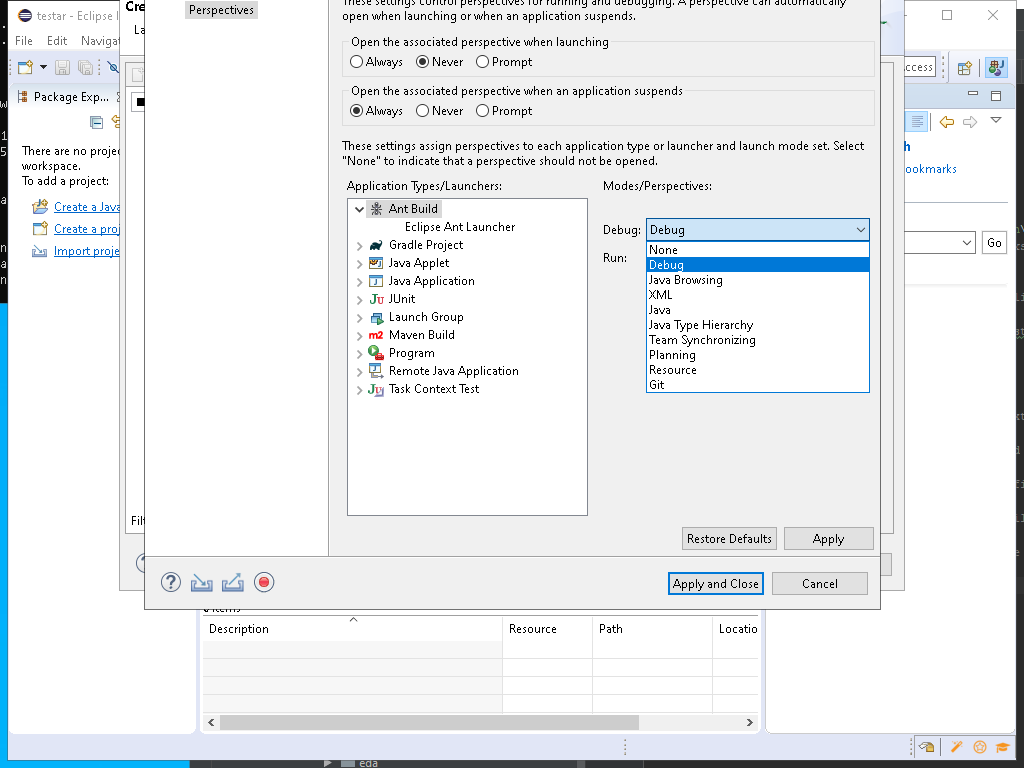 testar - Eclipse I
File Edit Navigat
Package Exp...
There are no proje
workspace.
To add a project:
Create a Java
Create a proj
Import proje
Cre
La
Filt
Perspectives
These settings control perspectives for running and debugging. A perspective can automatically
open when launching or when an application suspends.
Open the associated perspective when launching
Always Never Prompt
Open the associated perspective when an application suspends
Always Never Prompt
These settings assign perspectives to each application type or launcher and launch mode set. Select
"None" to indicate that a perspective should not be opened.
Application Types/Launchers:
Ant Build
Eclipse Ant Launcher
Gradle Project
Java Applet
Java Application
JUnit
Launch Group
Maven Build
Program
Remote Java Application
Task Context Test
Modes/Perspectives:
Debug: Debug
Run:
None
Debug
Java Browsing
XML
Java
Java Type Hierarchy
Team Synchronizing
Planning
Resource
Git
Restore Defaults Apply
Apply and Close Cancel
ccess
h
ookmarks
Go
items
Description Resource Path Locatio
eda